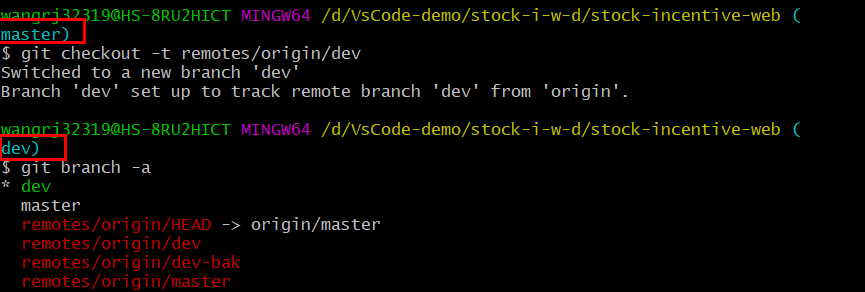 wangrj32319@HS-8RU2HICT MINGW64 /d/VsCode-demo/stock-i-w-d/stock-incentive-web (
master)
$ git checkout -t remotes/origin/dev
Switched to a new branch 'dev'
Branch 'dev' set up to track remote branch 'dev' from 'origin'.
wangrj32319@HS-8RU2HICT MINGW64 /d/VsCode-demo/stock-i-w-d/stock-incentive-web (
dev)
$ git branch -a
* dev
master
remotes/origin/HEAD -> origin/master
remotes/origin/dev
remotes/origin/dev-bak
remotes/origin/master